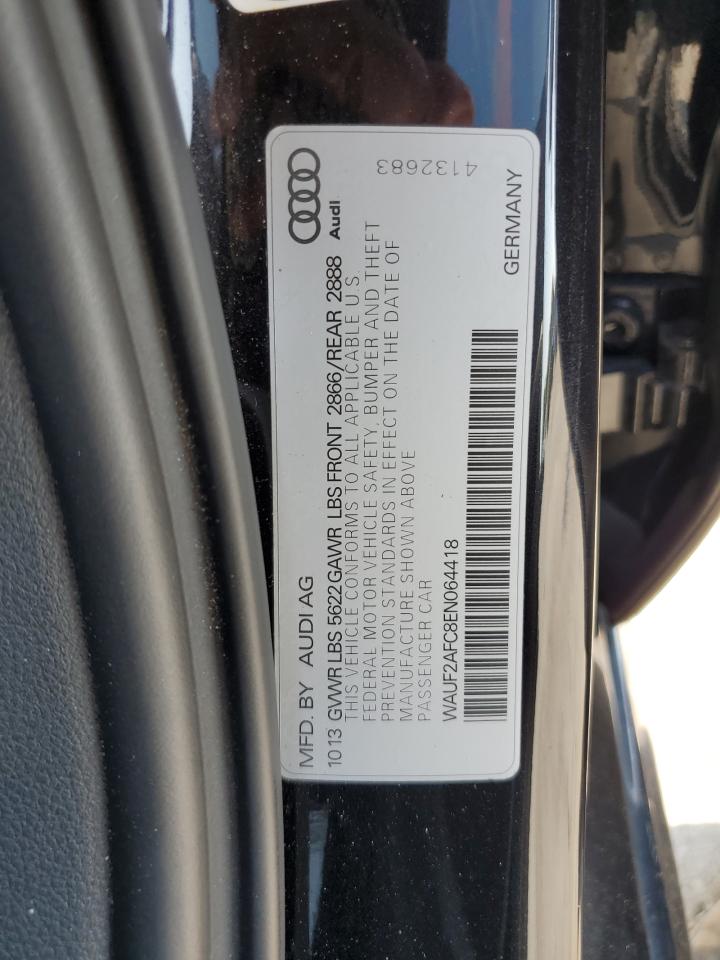 MFD. BY AUDI AG
Audi
1013 GVWR LBS 5622 GAWR LBS FRONT 2866/REAR 2888
THIS VEHICLE CONFORMS TO ALL APPLICABLE U.S.
FEDERAL MOTOR VEHICLE SAFETY, BUMPER AND THEFT
PREVENTION STANDARDS IN EFFECT ON THE DATE OF
MANUFACTURE SHOWN ABOVE
PASSENGER CAR
4132683
WAUF2AFC8EN064418
GERMANY